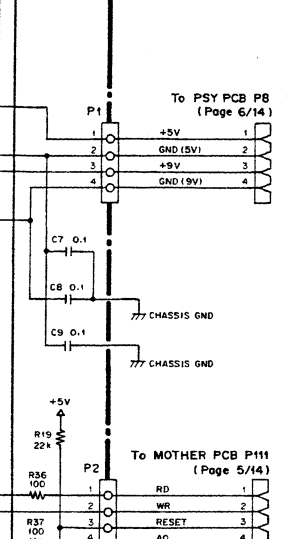 To PSY PCB P8
P1 (Page 6/14)
1 +5V 1
2 GND (5V) 2
3 +9V 3
4 GND (9V) 4
C7 0.1
C8 0.1
CHASSIS GND
C9 0.1
CHASSIS GND
+5V
R19
22k
To MOTHER PCB P111
P2 (Page 5/14)
R36
100
1 RD 1
2 WR 2
R37
100
3 RESET 3
4 A0 4